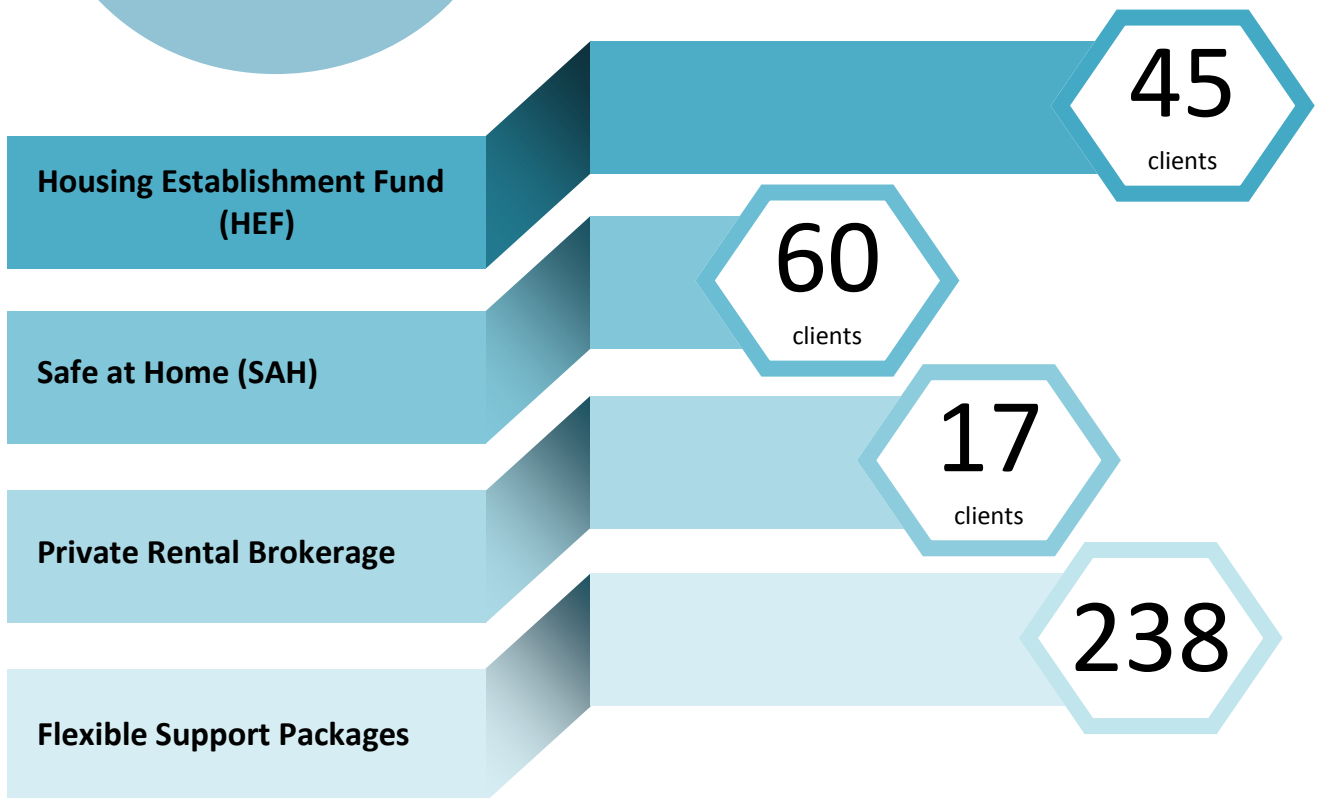 Housing Establishment Fund
(HEF)
45
clients
Safe at Home (SAH)
60
clients
Private Rental Brokerage
17
clients
Flexible Support Packages
238